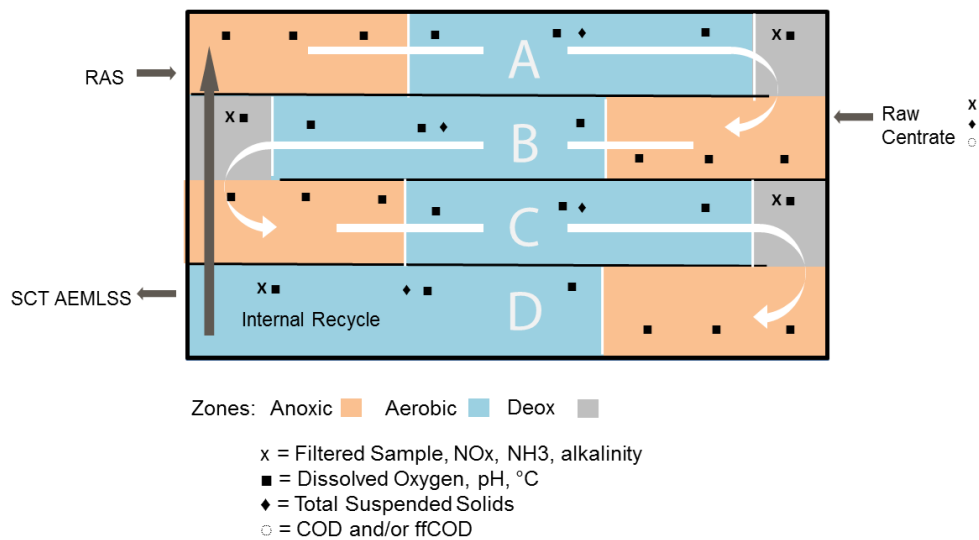 A
x
RAS
x
B
Raw
Centrate
x
C
x
SCT AEMLSS
x
D
Internal Recycle
Zones: Anoxic Aerobic Deox
x = Filtered Sample, NOx, NH3, alkalinity
■ = Dissolved Oxygen, pH, °C
♦ = Total Suspended Solids
◌ = COD and/or ffCOD